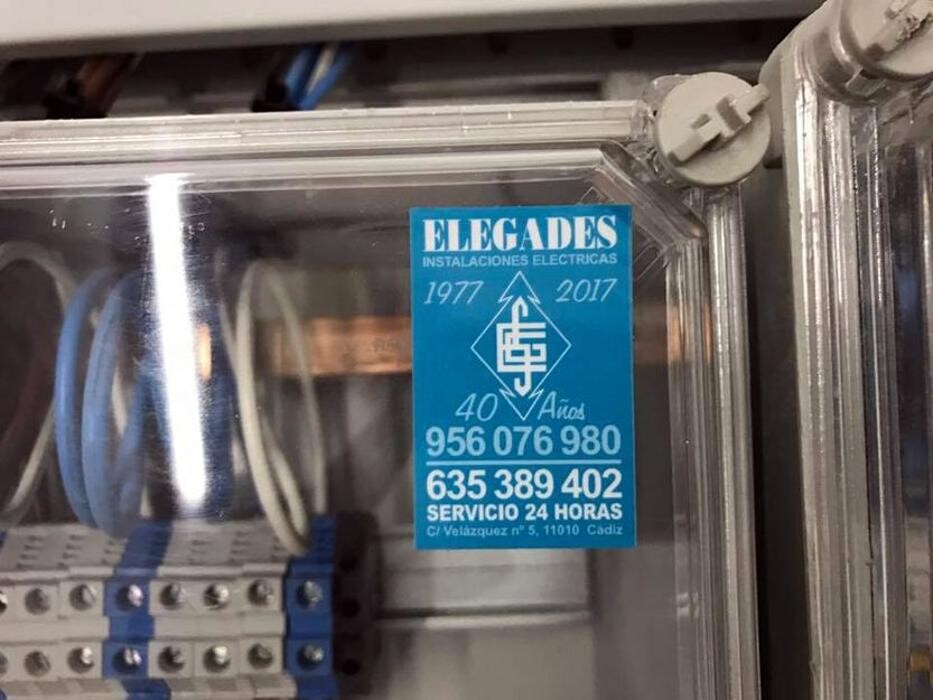 ELEGADES
INSTALACIONES ELECTRICAS
1977 2017
40 Años
956 076 980
635 389 402
SERVICIO 24 HORAS
C/ Velázquez nº 5, 11010 Cadiz